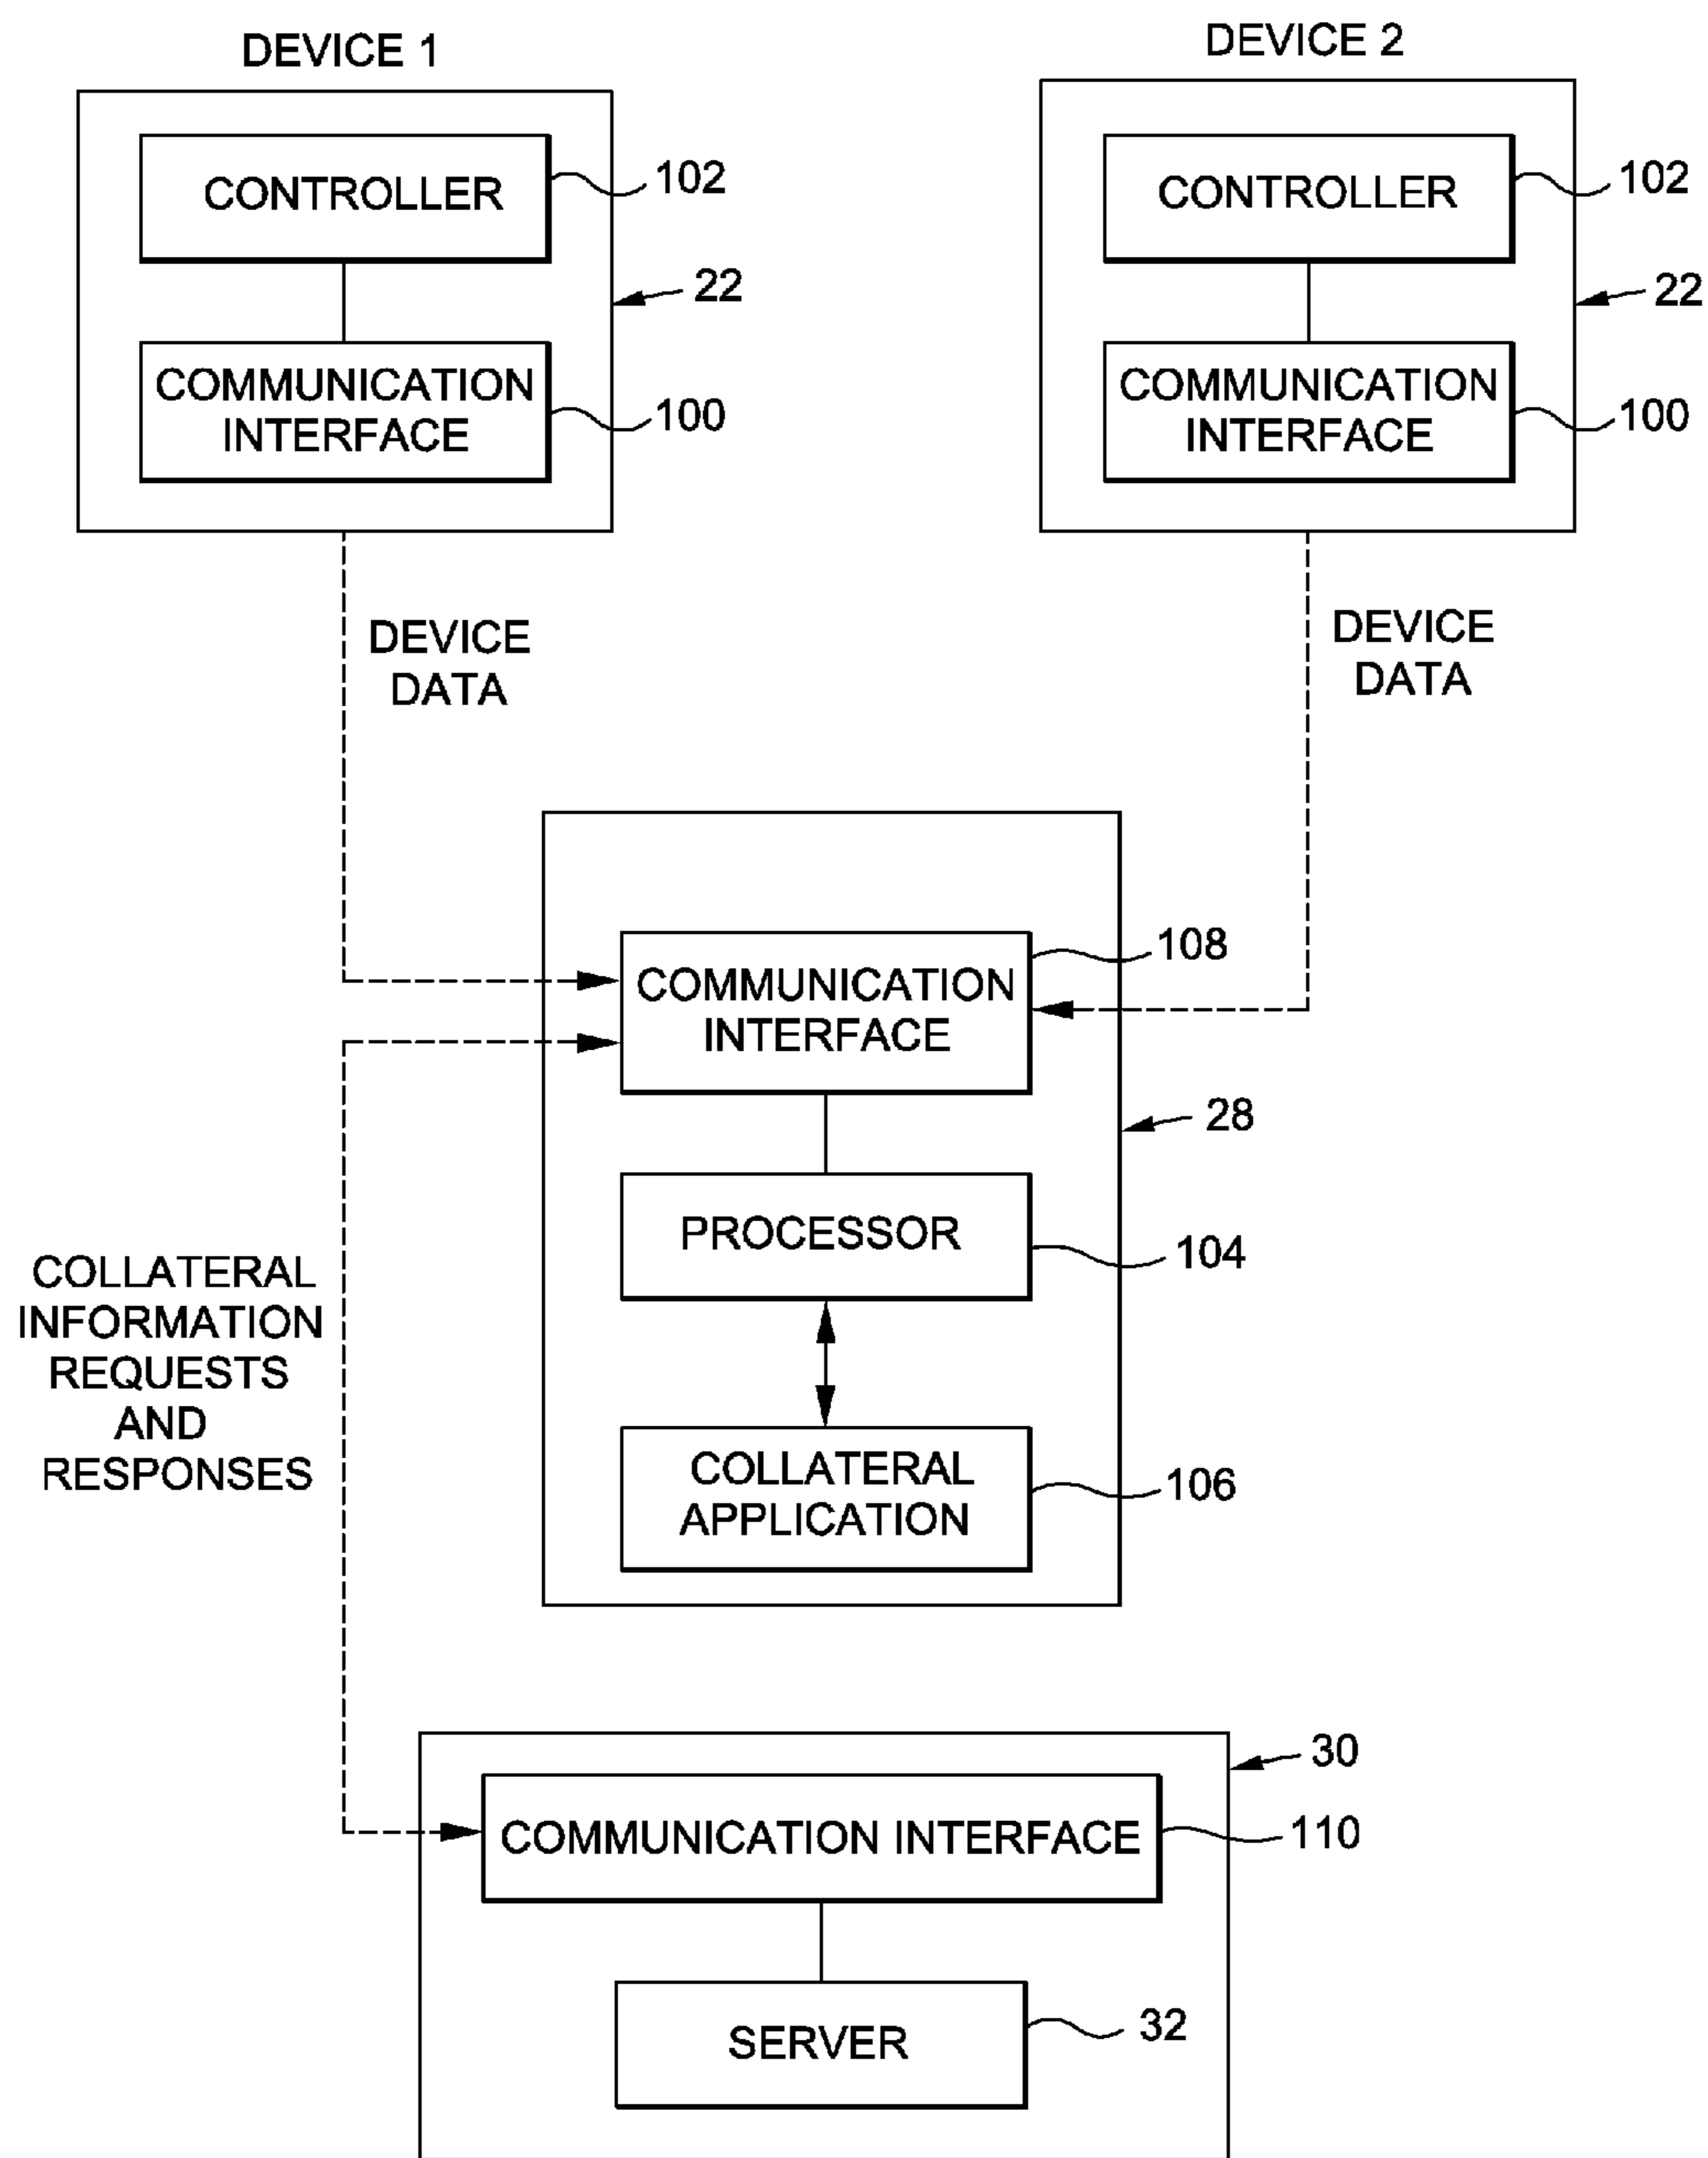 DEVICE 1
CONTROLLER
102
22
COMMUNICATION
INTERFACE
100
DEVICE 2
CONTROLLER
102
22
COMMUNICATION
INTERFACE
100
DEVICE
DATA
DEVICE
DATA
COMMUNICATION
INTERFACE
108
28
PROCESSOR
104
COLLATERAL
INFORMATION
REQUESTS
AND
RESPONSES
COLLATERAL
APPLICATION
106
30
COMMUNICATION INTERFACE
110
SERVER
32